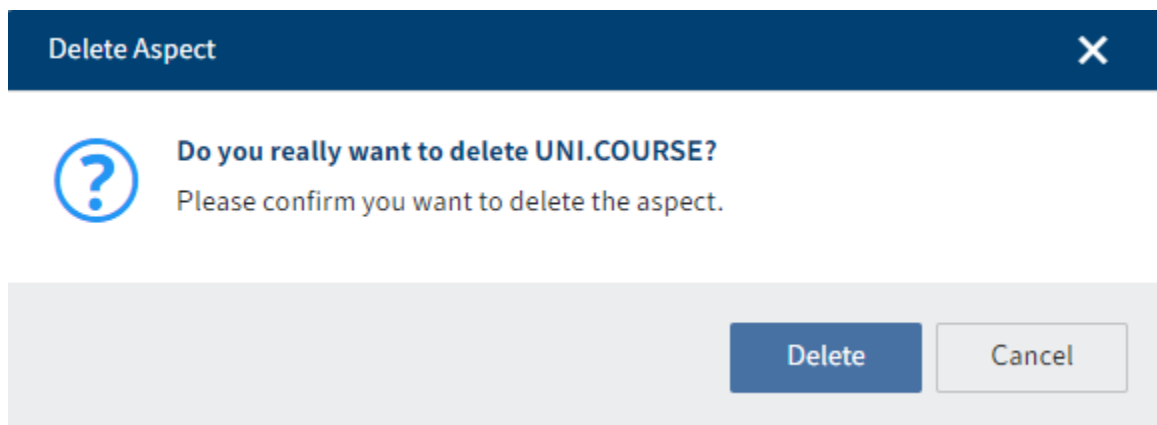 Delete Aspect
Do you really want to delete UNI.COURSE?
Please confirm you want to delete the aspect.
Delete Cancel